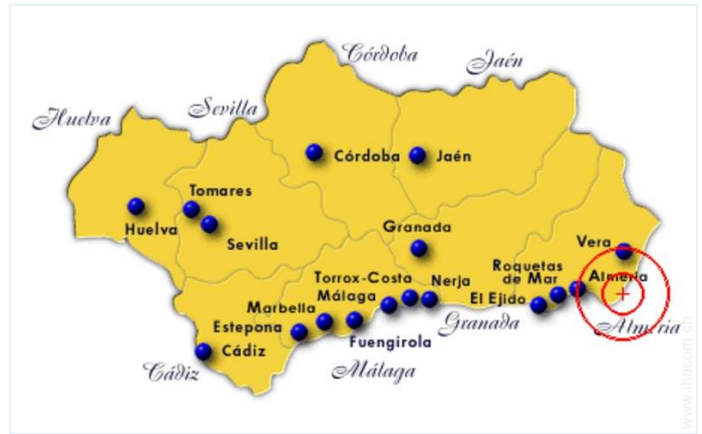 Córdoba
Jaén
Sevilla
Huelva
Córdoba
Jaén
Tomares
Huelva
Sevilla
Granada
Vera
Roquetas
de Mar
Almería
Torrox-Costa
Nerja
Málaga
El Ejido
Marbella
Granada
Almería
Estepona
Fuengirola
Cádiz
Cádiz
Málaga
www.ihacom.ch